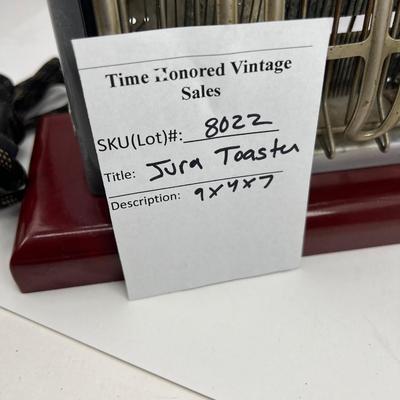 Time Honored Vintage
Sales
SKU(Lot)#: 8022
Title: Jura Toaster
Description: 9x4x7